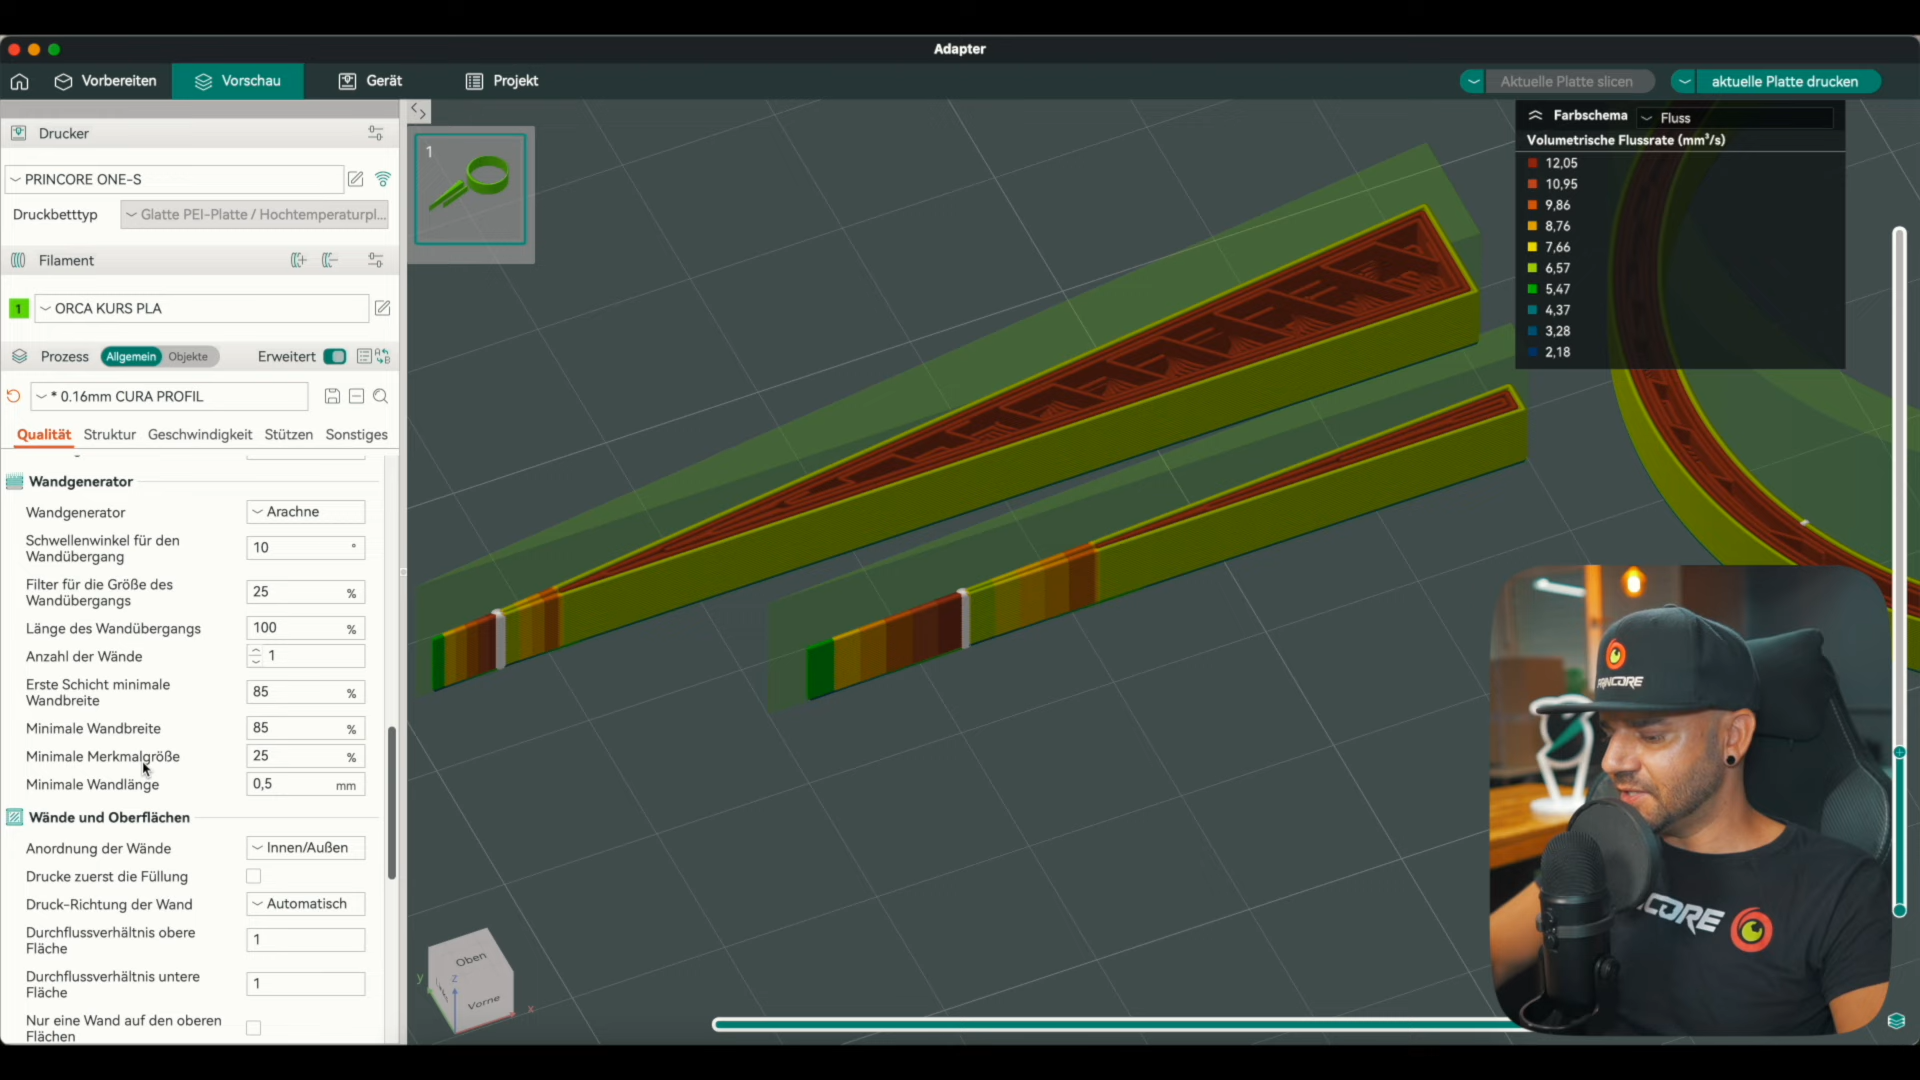 Adapter
Vorbereiten
Vorschau
Gerät
Projekt
Aktuelle Platte slicen
aktuelle Platte drucken
Drucker
PRINCORE ONE-S
Druckbetttyp
Glatte PEI-Platte / Hochtemperaturpl...
Filament
1
ORCA KURS PLA
Prozess
Allgemein
Objekte
Erweitert
* 0.16mm CURA PROFIL
Qualität
Struktur
Geschwindigkeit
Stützen
Sonstiges
Wandgenerator
Wandgenerator
Arachne
Schwellenwinkel für den
Wandübergang
10 °
Filter für die Größe des
Wandübergangs
25 %
Länge des Wandübergangs
100 %
Anzahl der Wände
1
Erste Schicht minimale
Wandbreite
85 %
Minimale Wandbreite
85 %
Minimale Merkmalgröße
25 %
Minimale Wandlänge
0,5 mm
Wände und Oberflächen
Anordnung der Wände
Innen/Außen
Drucke zuerst die Füllung
Druck-Richtung der Wand
Automatisch
Durchflussverhältnis obere
Fläche
1
Durchflussverhältnis untere
Fläche
1
Nur eine Wand auf den oberen
Flächen
1
Farbschema
Fluss
Volumetrische Flussrate (mm³/s)
12,05
10,95
9,86
8,76
7,66
6,57
5,47
4,37
3,28
2,18
Oben
Vorne
z
y
x
PRINCORE
CORE